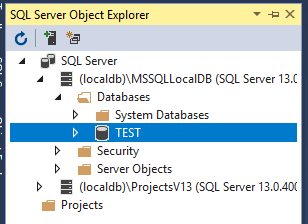 SQL Server Object Explorer
SQL Server
(localdb)\MSSQLLocalDB (SQL Server 13.0
Databases
System Databases
TEST
Security
Server Objects
(localdb)\ProjectsV13 (SQL Server 13.0.400
Projects